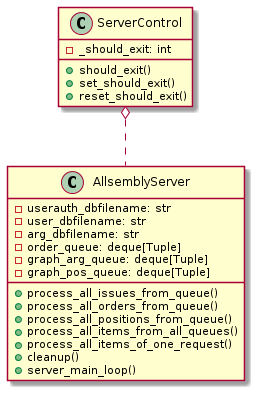 C ServerControl
_should_exit: int
should_exit()
set_should_exit()
reset_should_exit()
C AllsemblyServer
userauth_dbfilename: str
user_dbfilename: str
arg_dbfilename: str
order_queue: deque[Tuple]
graph_arg_queue: deque[Tuple]
graph_pos_queue: deque[Tuple]
process_all_issues_from_queue()
process_all_orders_from_queue()
process_all_positions_from_queue()
process_all_items_from_all_queues()
process_all_items_of_one_request()
cleanup()
server_main_loop()